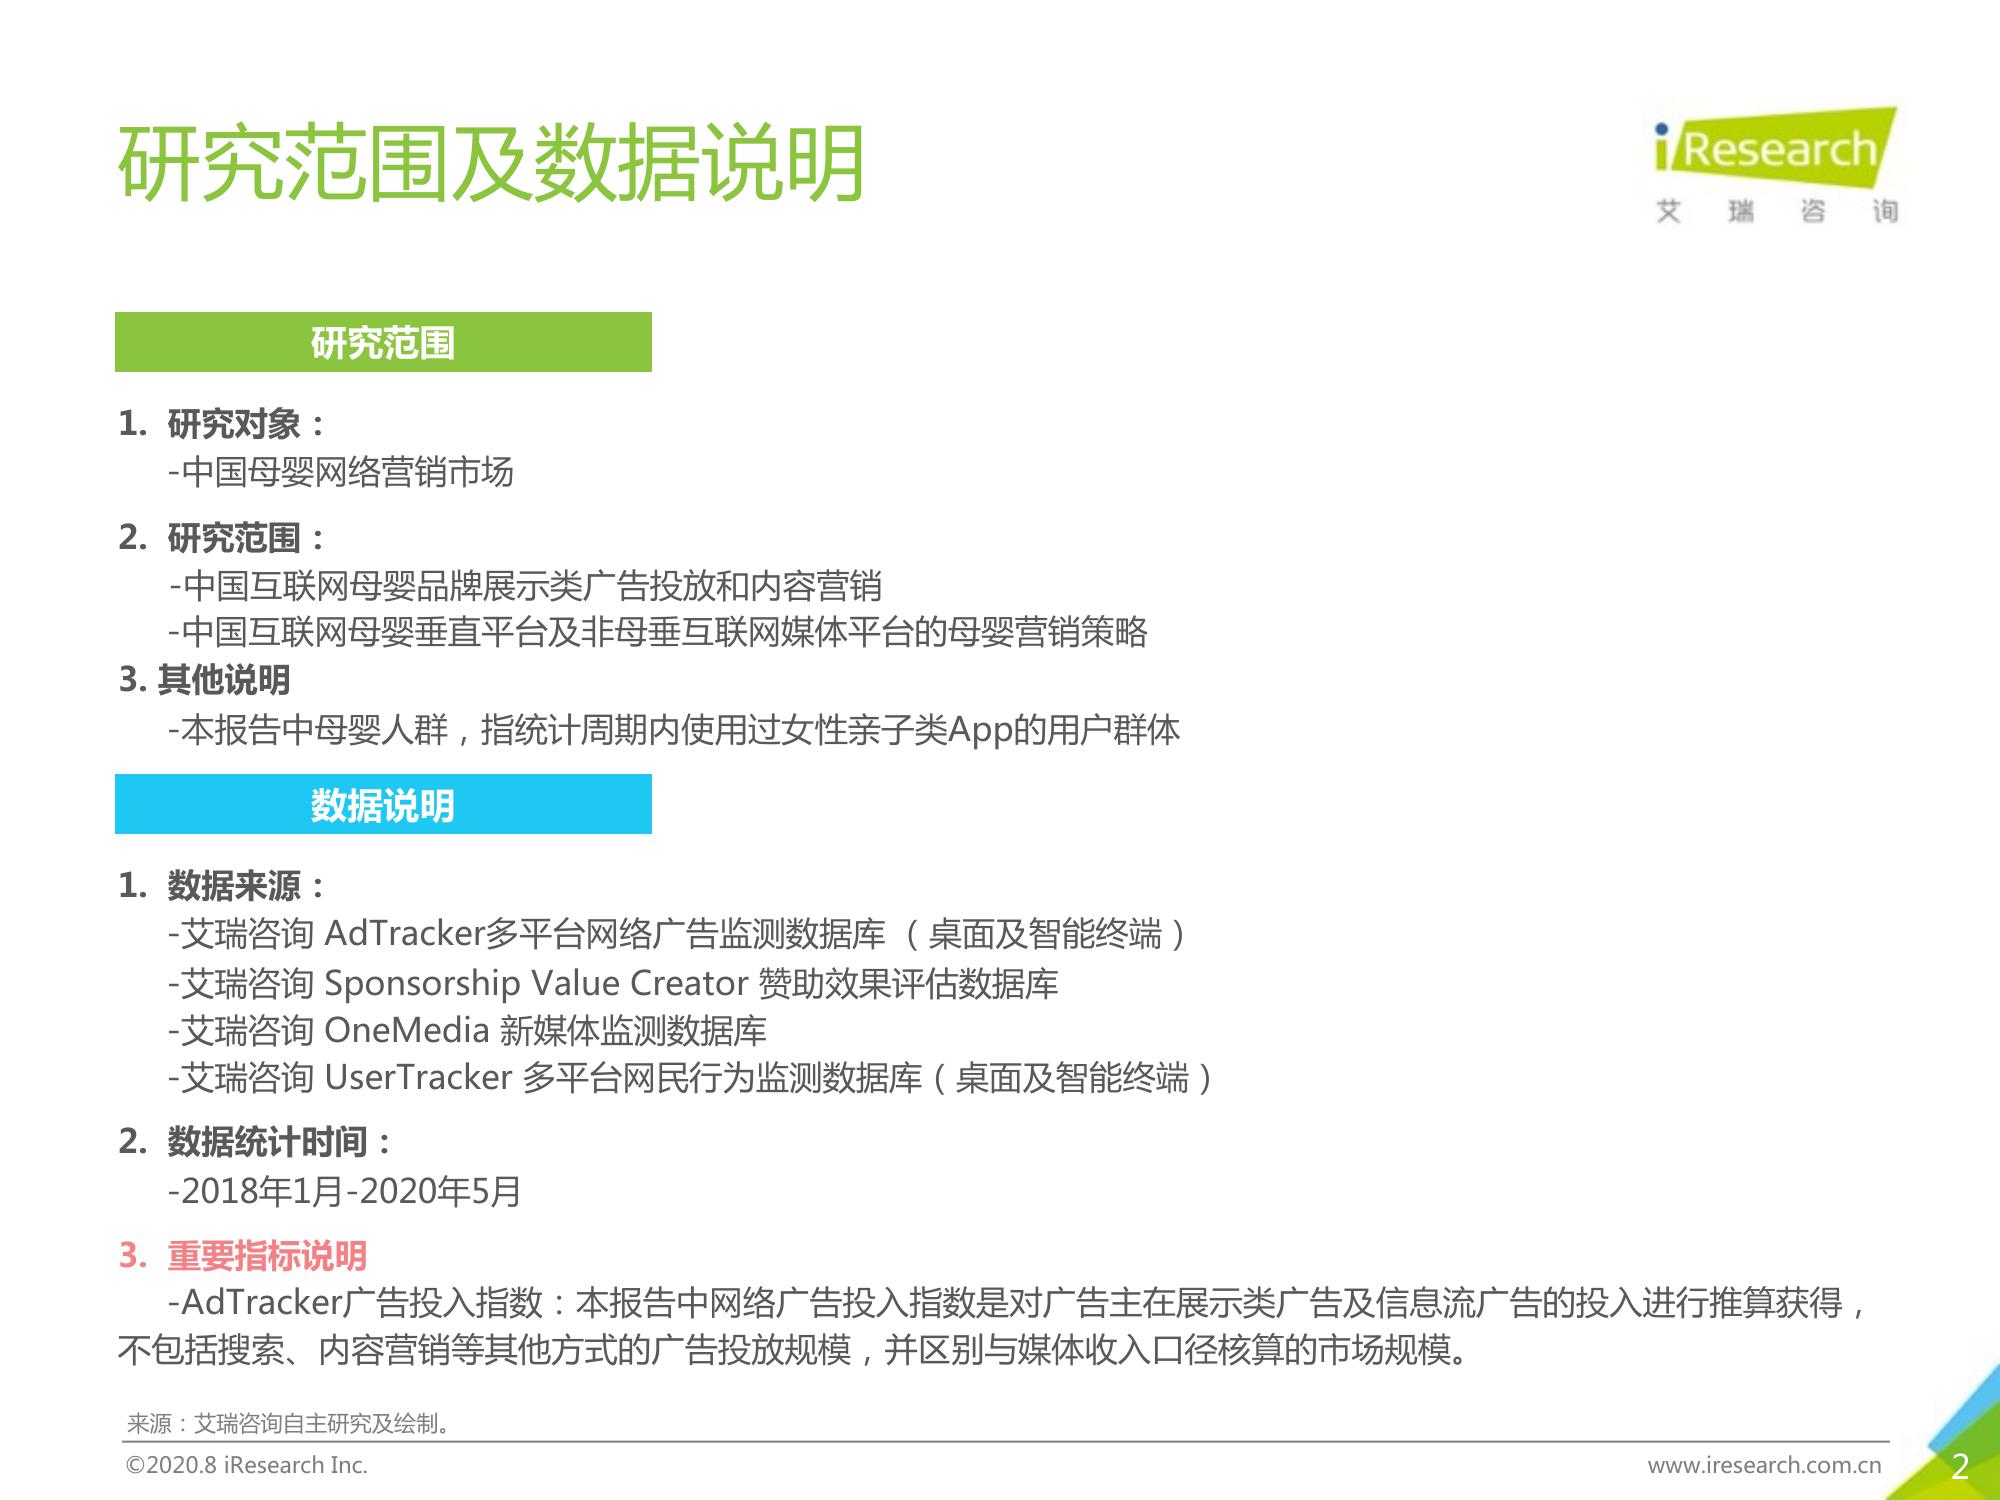 研究范围及数据说明
iResearch
艾瑞咨询
研究范围
1. 研究对象：
-中国母婴网络营销市场
2. 研究范围：
-中国互联网母婴品牌展示类广告投放和内容营销
-中国互联网母婴垂直平台及非母垂互联网媒体平台的母婴营销策略
3. 其他说明
-本报告中母婴人群，指统计周期内使用过女性亲子类App的用户群体
数据说明
1. 数据来源：
-艾瑞咨询 AdTracker多平台网络广告监测数据库 （桌面及智能终端）
-艾瑞咨询 Sponsorship Value Creator 赞助效果评估数据库
-艾瑞咨询 OneMedia 新媒体监测数据库
-艾瑞咨询 UserTracker 多平台网民行为监测数据库（桌面及智能终端）
2. 数据统计时间：
-2018年1月-2020年5月
3. 重要指标说明
-AdTracker广告投入指数：本报告中网络广告投入指数是对广告主在展示类广告及信息流广告的投入进行推算获得，
不包括搜索、内容营销等其他方式的广告投放规模，并区别与媒体收入口径核算的市场规模。
来源：艾瑞咨询自主研究及绘制。
©2020.8 iResearch Inc.
www.iresearch.com.cn
2